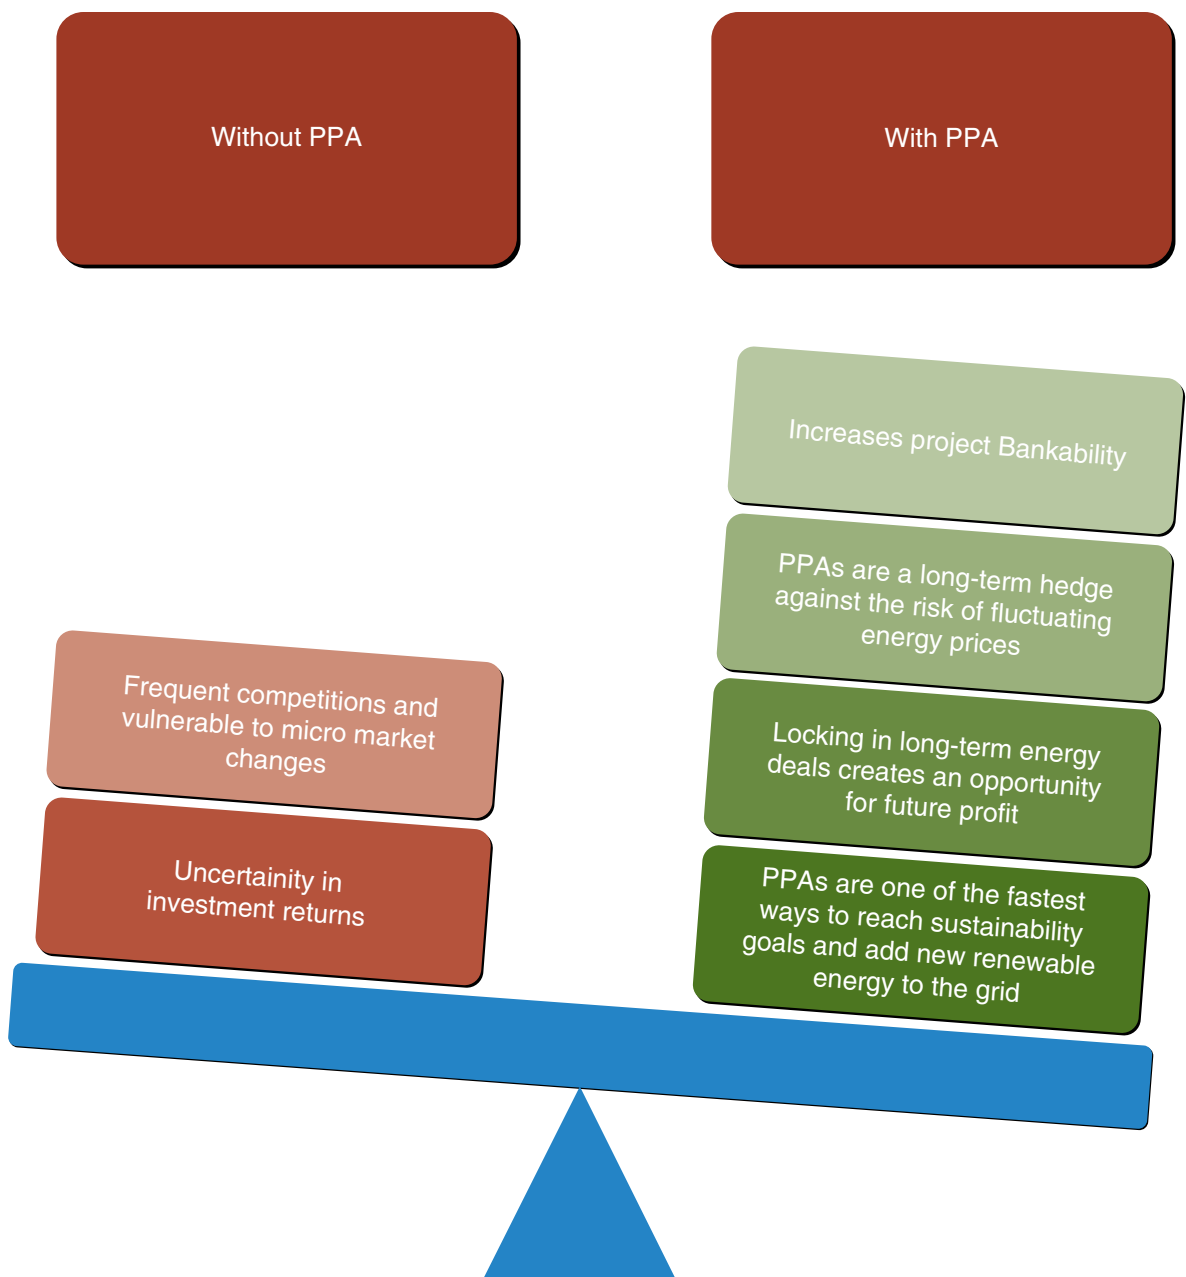 Without PPA
With PPA
Increases project Bankability
PPAs are a long-term hedge
against the risk of fluctuating
energy prices
Frequent competitions and
vulnerable to micro market
changes
Locking in long-term energy
deals creates an opportunity
for future profit
Uncertainity in
investment returns
PPAs are one of the fastest
ways to reach sustainability
goals and add new renewable
energy to the grid